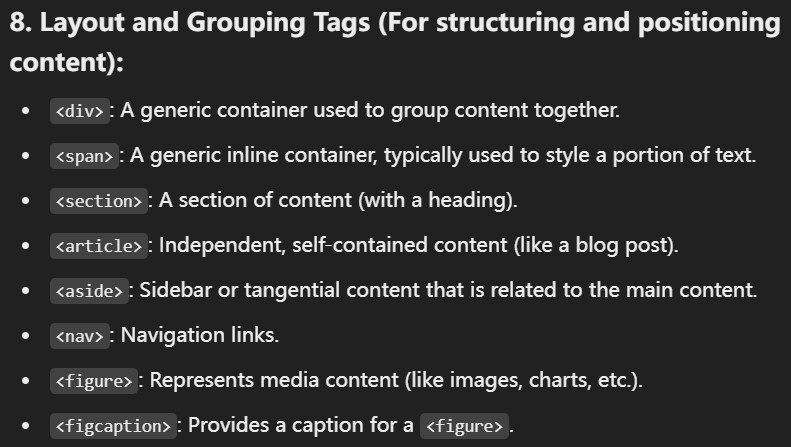 8. Layout and Grouping Tags (For structuring and positioning
content):
• <div>: A generic container used to group content together.
• <span>: A generic inline container, typically used to style a portion of text.
• <section>: A section of content (with a heading).
• <article>: Independent, self-contained content (like a blog post).
• <aside>: Sidebar or tangential content that is related to the main content.
• <nav>: Navigation links.
• <figure>: Represents media content (like images, charts, etc.).
• <figcaption>: Provides a caption for a <figure>.